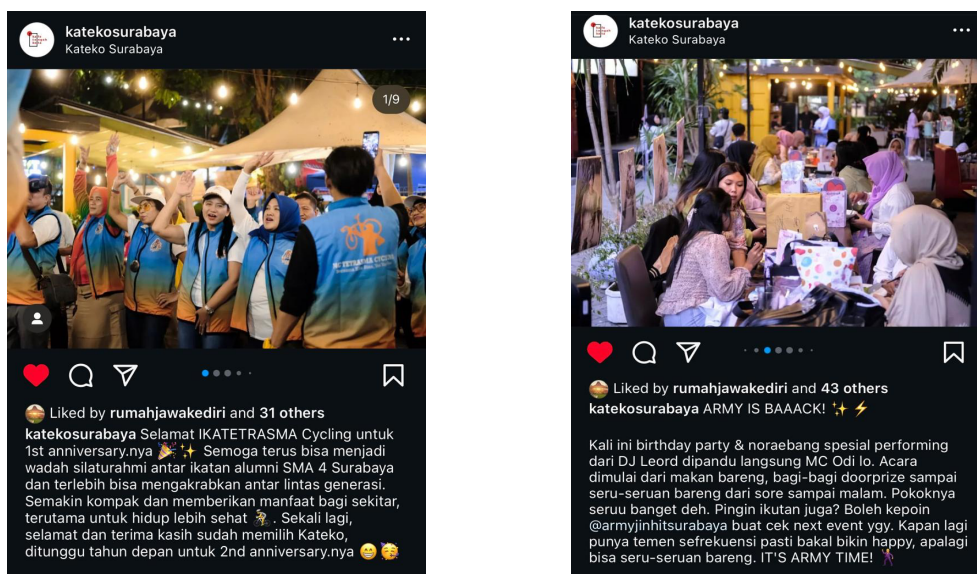 katekosurabaya
Kateko Surabaya
1/9
Liked by rumahjawakediri and 31 others
katekosurabaya Selamat IKATETRASMA Cycling untuk
1st anniversary.nya 🎉✨ Semoga terus bisa menjadi
wadah silaturahmi antar ikatan alumni SMA 4 Surabaya
dan terlebih bisa mengakrabkan antar lintas generasi.
Semakin kompak dan memberikan manfaat bagi sekitar,
terutama untuk hidup lebih sehat 🚴. Sekali lagi,
selamat dan terima kasih sudah memilih Kateko,
ditunggu tahun depan untuk 2nd anniversary.nya 😁🥳
katekosurabaya
Kateko Surabaya
Liked by rumahjawakediri and 43 others
katekosurabaya ARMY IS BAAACK! ✨⚡
Kali ini birthday party & noraebang spesial performing
dari DJ Leord dipandu langsung MC Odi lo. Acara
dimulai dari makan bareng, bagi-bagi doorprize sampai
seru-seruan bareng dari sore sampai malam. Pokoknya
seruu banget deh. Pingin ikutan juga? Boleh kepoin
@armyjinhitsurabaya buat cek next event ygy. Kapan lagi
punya temen sefrekuensi pasti bakal bikin happy, apalagi
bisa seru-seruan bareng. IT'S ARMY TIME! 🕺